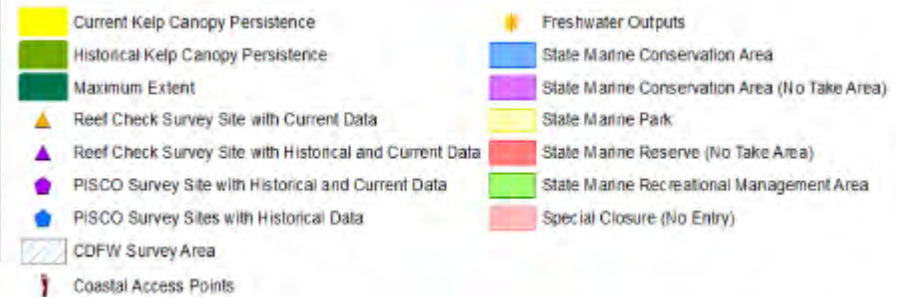 Current Kelp Canopy Persistence
Historical Kelp Canopy Persistence
Maximum Extent
Reef Check Survey Site with Current Data
Reef Check Survey Site with Historical and Current Data
PISCO Survey Site with Historical and Current Data
PISCO Survey Sites with Historical Data
CDFW Survey Area
Coastal Access Points
Freshwater Outputs
State Marine Conservation Area
State Marine Conservation Area (No Take Area)
State Marine Park
State Marine Reserve (No Take Area)
State Marine Recreational Management Area
Special Closure (No Entry)